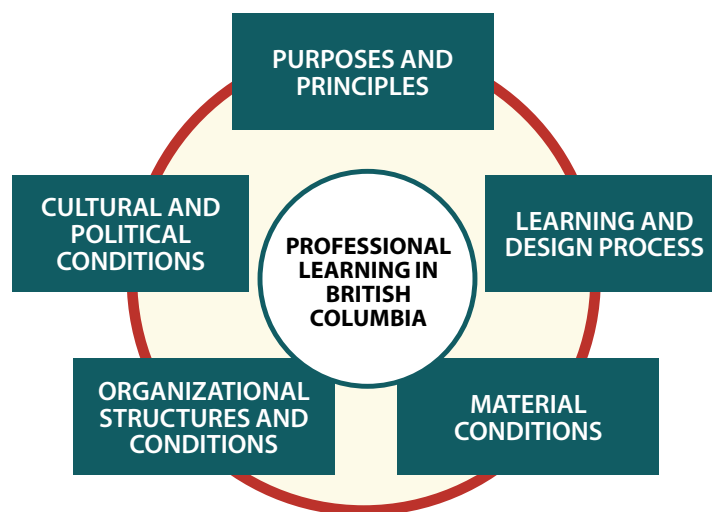 PURPOSES AND
PRINCIPLES
CULTURAL AND
POLITICAL
CONDITIONS
PROFESSIONAL
LEARNING IN
BRITISH
COLUMBIA
LEARNING AND
DESIGN PROCESS
ORGANIZATIONAL
STRUCTURES AND
CONDITIONS
MATERIAL
CONDITIONS